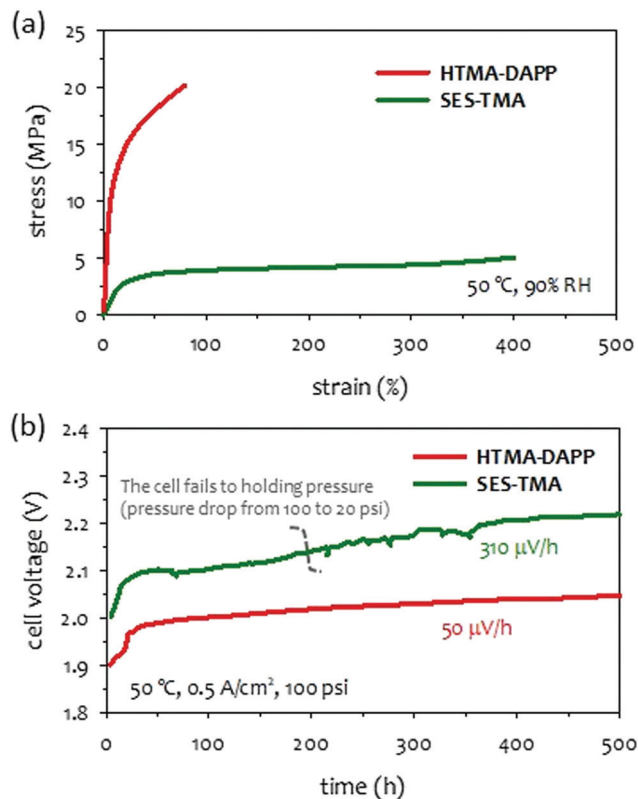 (a)
25
20
15
10
5
0
stress (MPa)
HTMA-DAPP
SES-TMA
50 °C, 90% RH
0 100 200 300 400 500
strain (%)
(b)
2.4
2.3
2.2
2.1
2.0
1.9
1.8
cell voltage (V)
HTMA-DAPP
SES-TMA
The cell fails to holding pressure
(pressure drop from 100 to 20 psi)
310 μV/h
50 μV/h
50 °C, 0.5 A/cm², 100 psi
0 100 200 300 400 500
time (h)